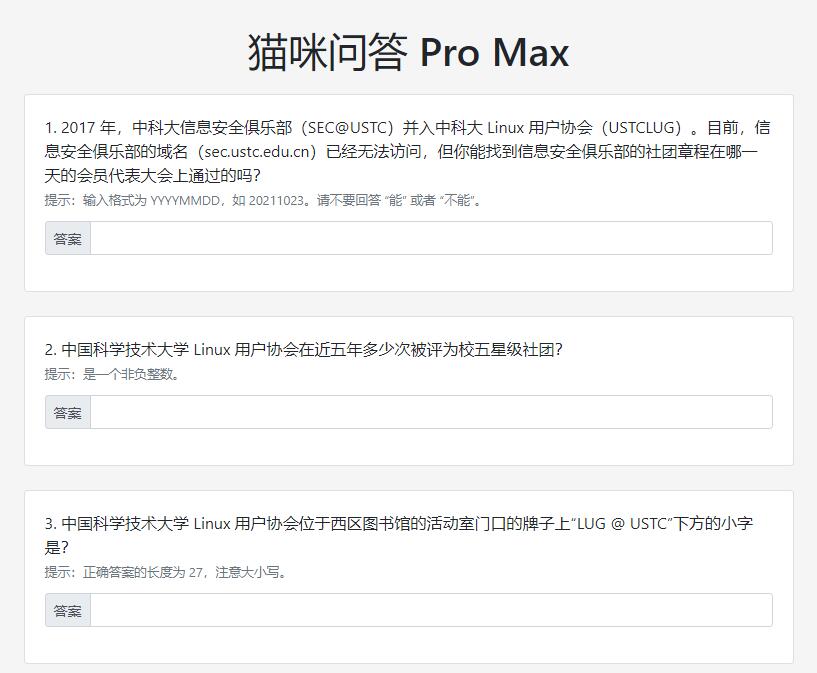 猫咪问答 Pro Max
1. 2017 年，中科大信息安全俱乐部（SEC@USTC）并入中科大 Linux 用户协会（USTCLUG）。目前，信
息安全俱乐部的域名（sec.ustc.edu.cn）已经无法访问，但你能找到信息安全俱乐部的社团章程在哪一
天的会员代表大会上通过的吗？
提示：输入格式为 YYYYMMDD，如 20211023。请不要回答 “能” 或者 “不能”。
答案
2. 中国科学技术大学 Linux 用户协会在近五年多少次被评为校五星级社团？
提示：是一个非负整数。
答案
3. 中国科学技术大学 Linux 用户协会位于西区图书馆的活动室门口的牌子上“LUG @ USTC”下方的小字
是？
提示：正确答案的长度为 27，注意大小写。
答案